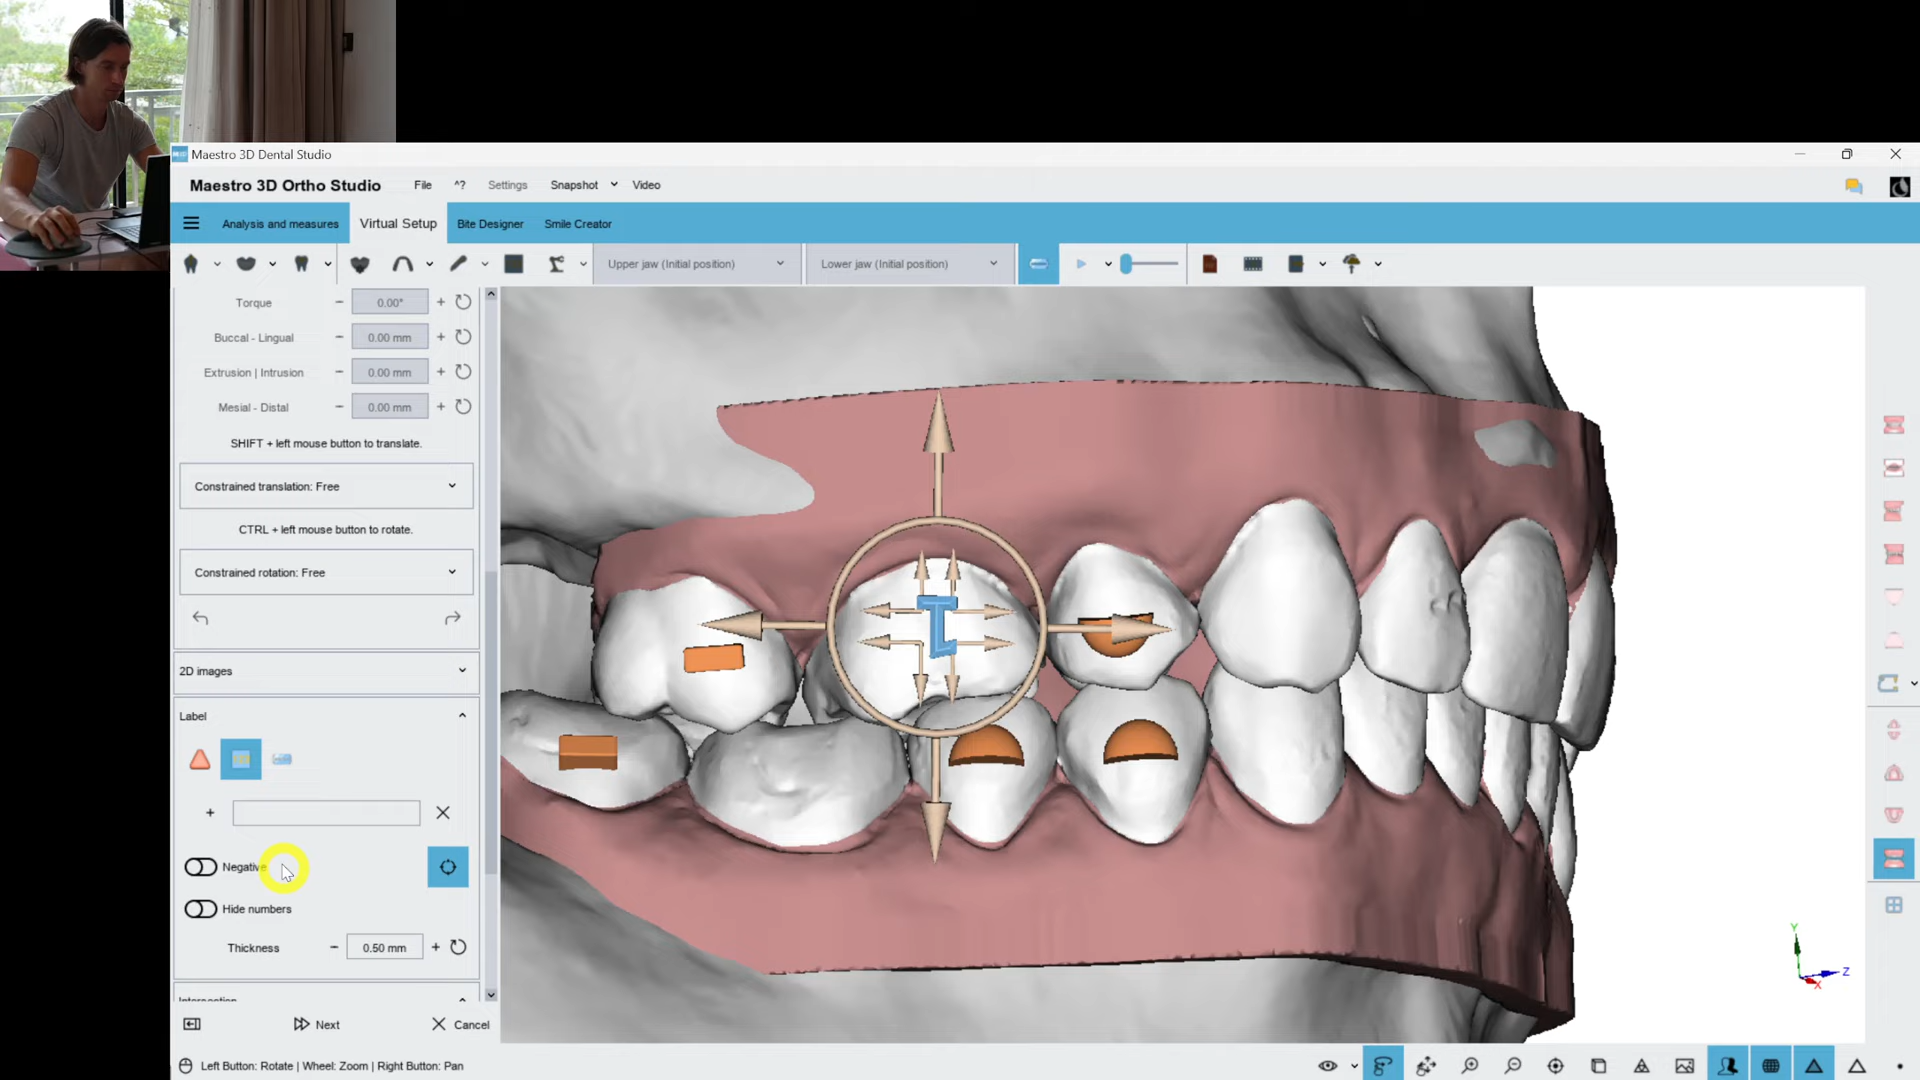 Maestro 3D Dental Studio
Maestro 3D Ortho Studio File ^? Settings Snapshot Video
Analysis and measures Virtual Setup Bite Designer Smile Creator
Upper jaw (Initial position) Lower jaw (Initial position)
Torque − 0.00° +
Buccal - Lingual − 0.00 mm +
Extrusion | Intrusion − 0.00 mm +
Mesial - Distal − 0.00 mm +
SHIFT + left mouse button to translate.
Constrained translation: Free
CTRL + left mouse button to rotate.
Constrained rotation: Free
2D images
Label
+
Negative
Hide numbers
Thickness − 0.50 mm +
Y
Z
X
Next Cancel
Left Button: Rotate | Wheel: Zoom | Right Button: Pan